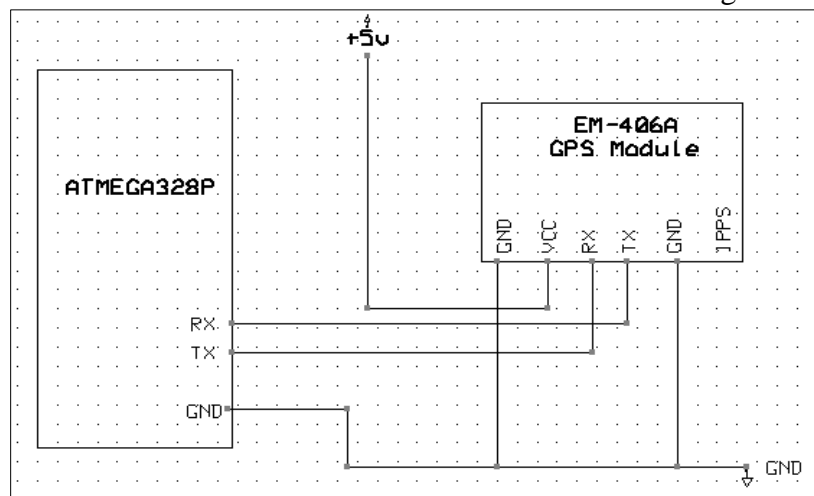 +5v
EM-406A
GPS Module
ATMEGA328P
GND
VCC
RX
TX
GND
1PPS
RX
TX
GND
GND